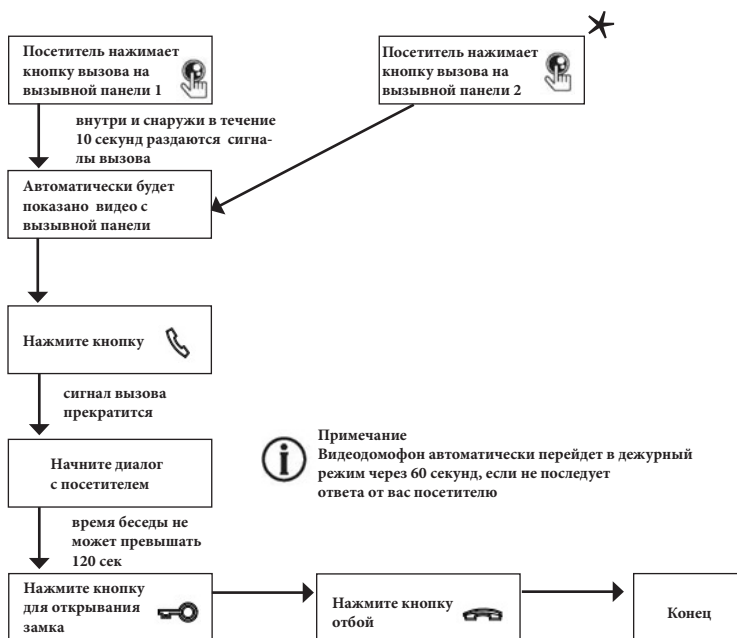 Посетитель нажимает
кнопку вызова на
вызывной панели 1
Посетитель нажимает
кнопку вызова на
вызывной панели 2
внутри и снаружи в течение
10 секунд раздаются сигна-
лы вызова
Автоматически будет
показано видео с
вызывной панели
Нажмите кнопку
сигнал вызова
прекратится
Примечание
Видеодомофон автоматически перейдет в дежурный
режим через 60 секунд, если не последует
ответа от вас посетителю
Начните диалог
с посетителем
время беседы не
может превышать
120 сек
Нажмите кнопку
для открывания
замка
Нажмите кнопку
отбой
Конец